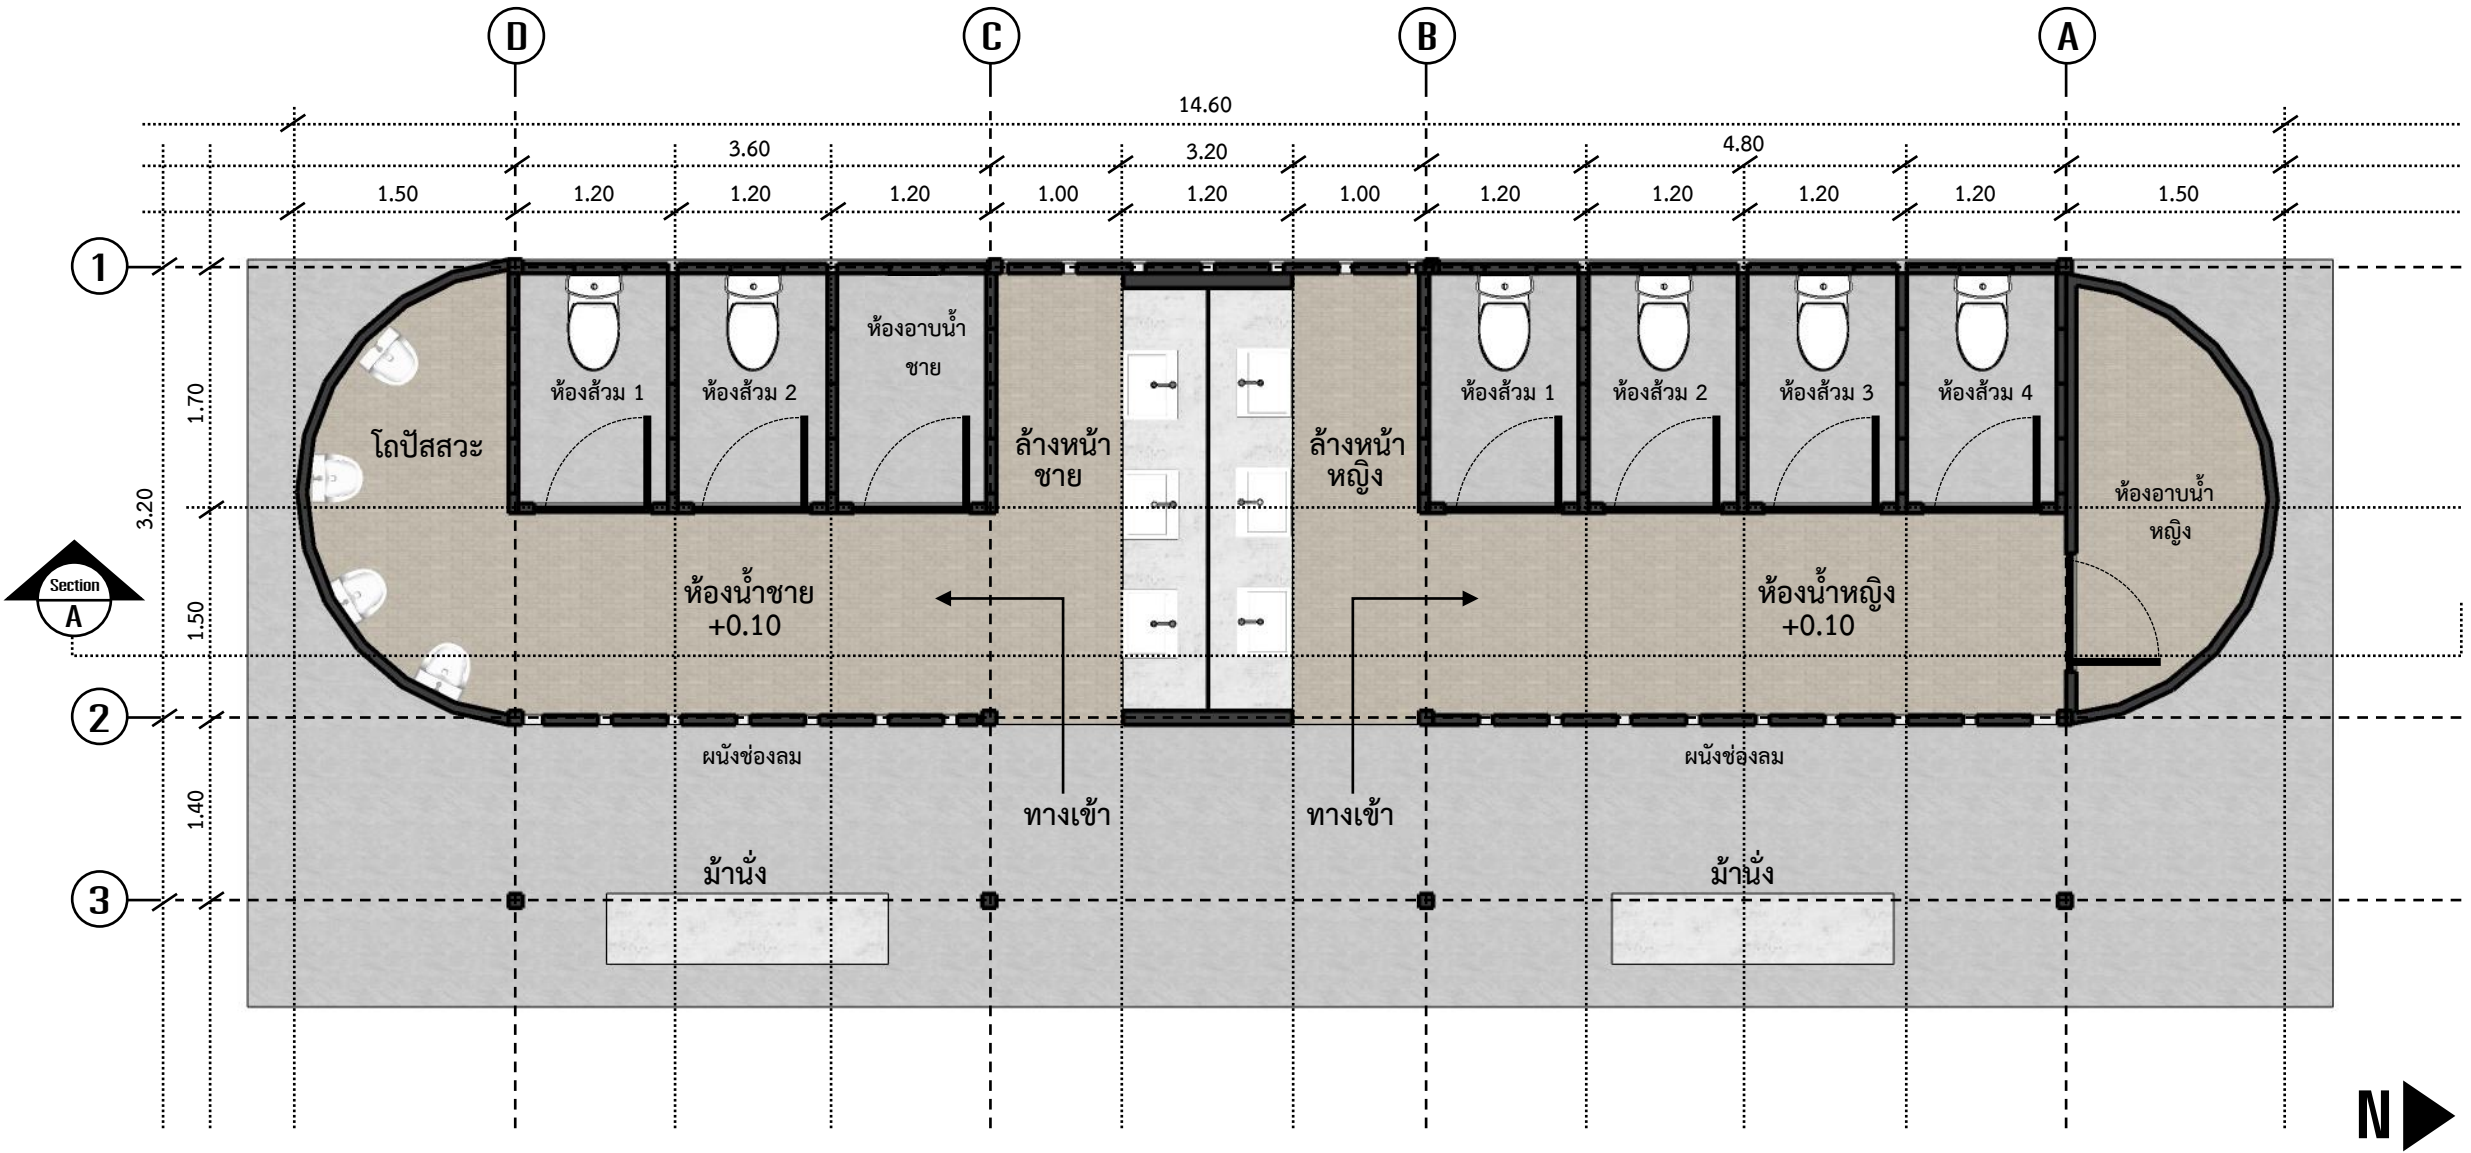 D
C
B
A
14.60
3.60
3.20
4.80
1.50
1.20
1.20
1.20
1.00
1.20
1.00
1.20
1.20
1.20
1.20
1.50
1
ห้องอาบน้ำ
ชาย
ห้องส้วม 1
ห้องส้วม 2
ห้องส้วม 1
ห้องส้วม 2
ห้องส้วม 3
ห้องส้วม 4
1.70
โถปัสสวะ
ล้างหน้า
ชาย
ล้างหน้า
หญิง
ห้องอาบน้ำ
หญิง
3.20
Section
A
1.50
ห้องน้ำชาย
+0.10
ห้องน้ำหญิง
+0.10
2
ผนังช่องลม
ผนังช่องลม
1.40
ทางเข้า
ทางเข้า
ม้านั่ง
ม้านั่ง
3
N